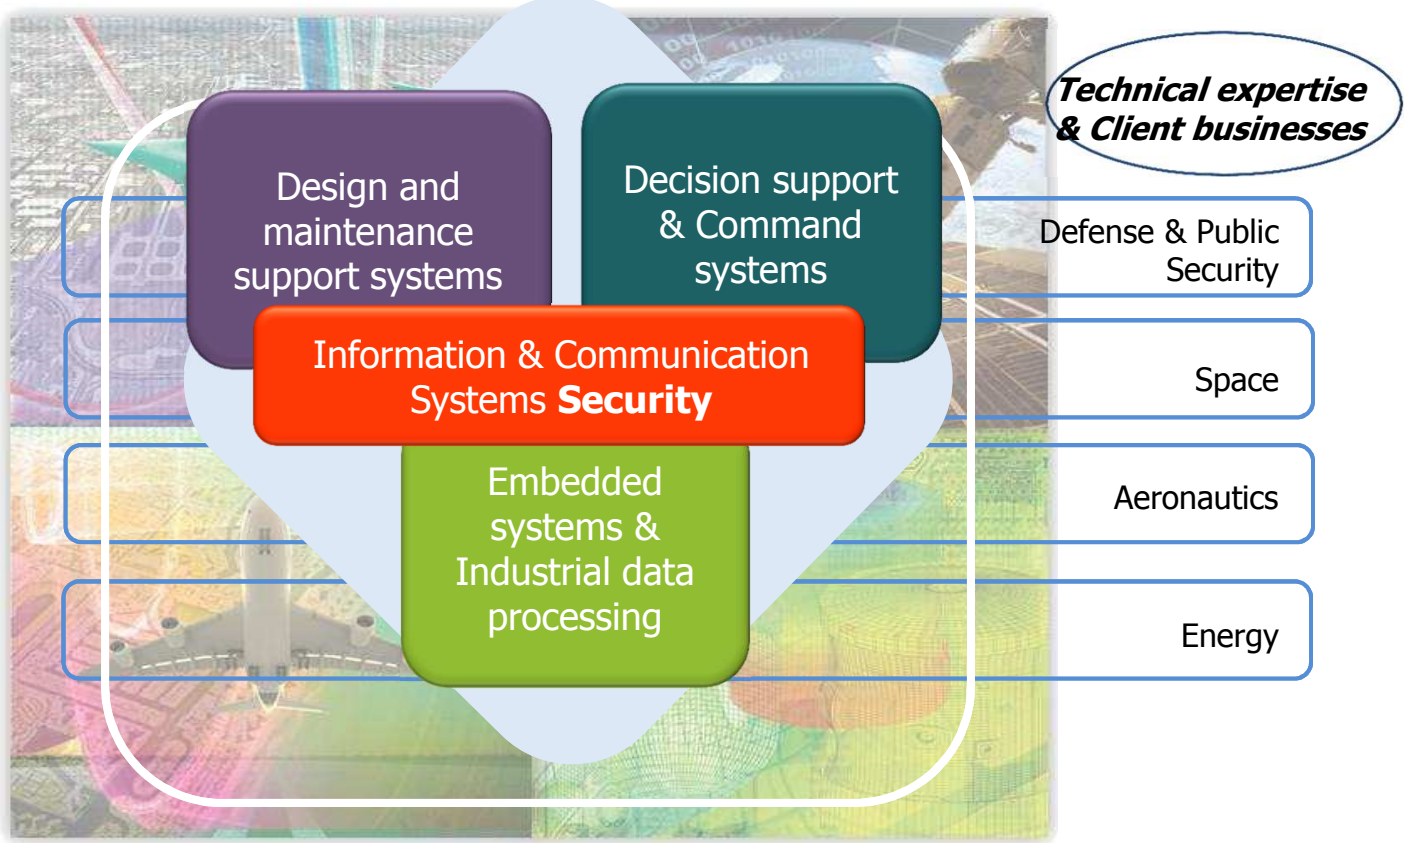 Technical expertise
& Client businesses
Design and
maintenance
support systems
Decision support
& Command
systems
Information & Communication
Systems Security
Embedded
systems &
Industrial data
processing
Defense & Public
Security
Space
Aeronautics
Energy